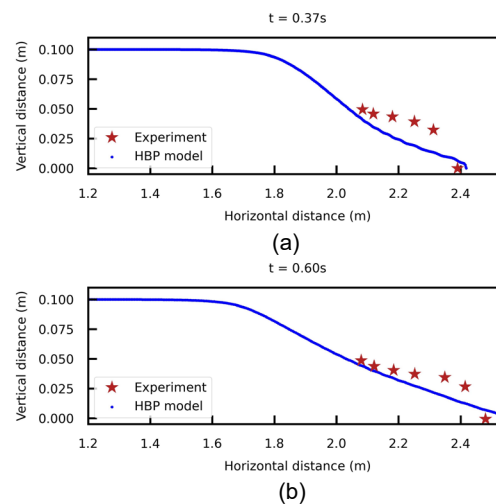 t = 0.37s
0.100
0.075
0.050
0.025
0.000
Vertical distance (m)
Experiment
HBP model
1.2 1.4 1.6 1.8 2.0 2.2 2.4
Horizontal distance (m)
(a)
t = 0.60s
0.100
0.075
0.050
0.025
0.000
Vertical distance (m)
Experiment
HBP model
1.2 1.4 1.6 1.8 2.0 2.2 2.4
Horizontal distance (m)
(b)